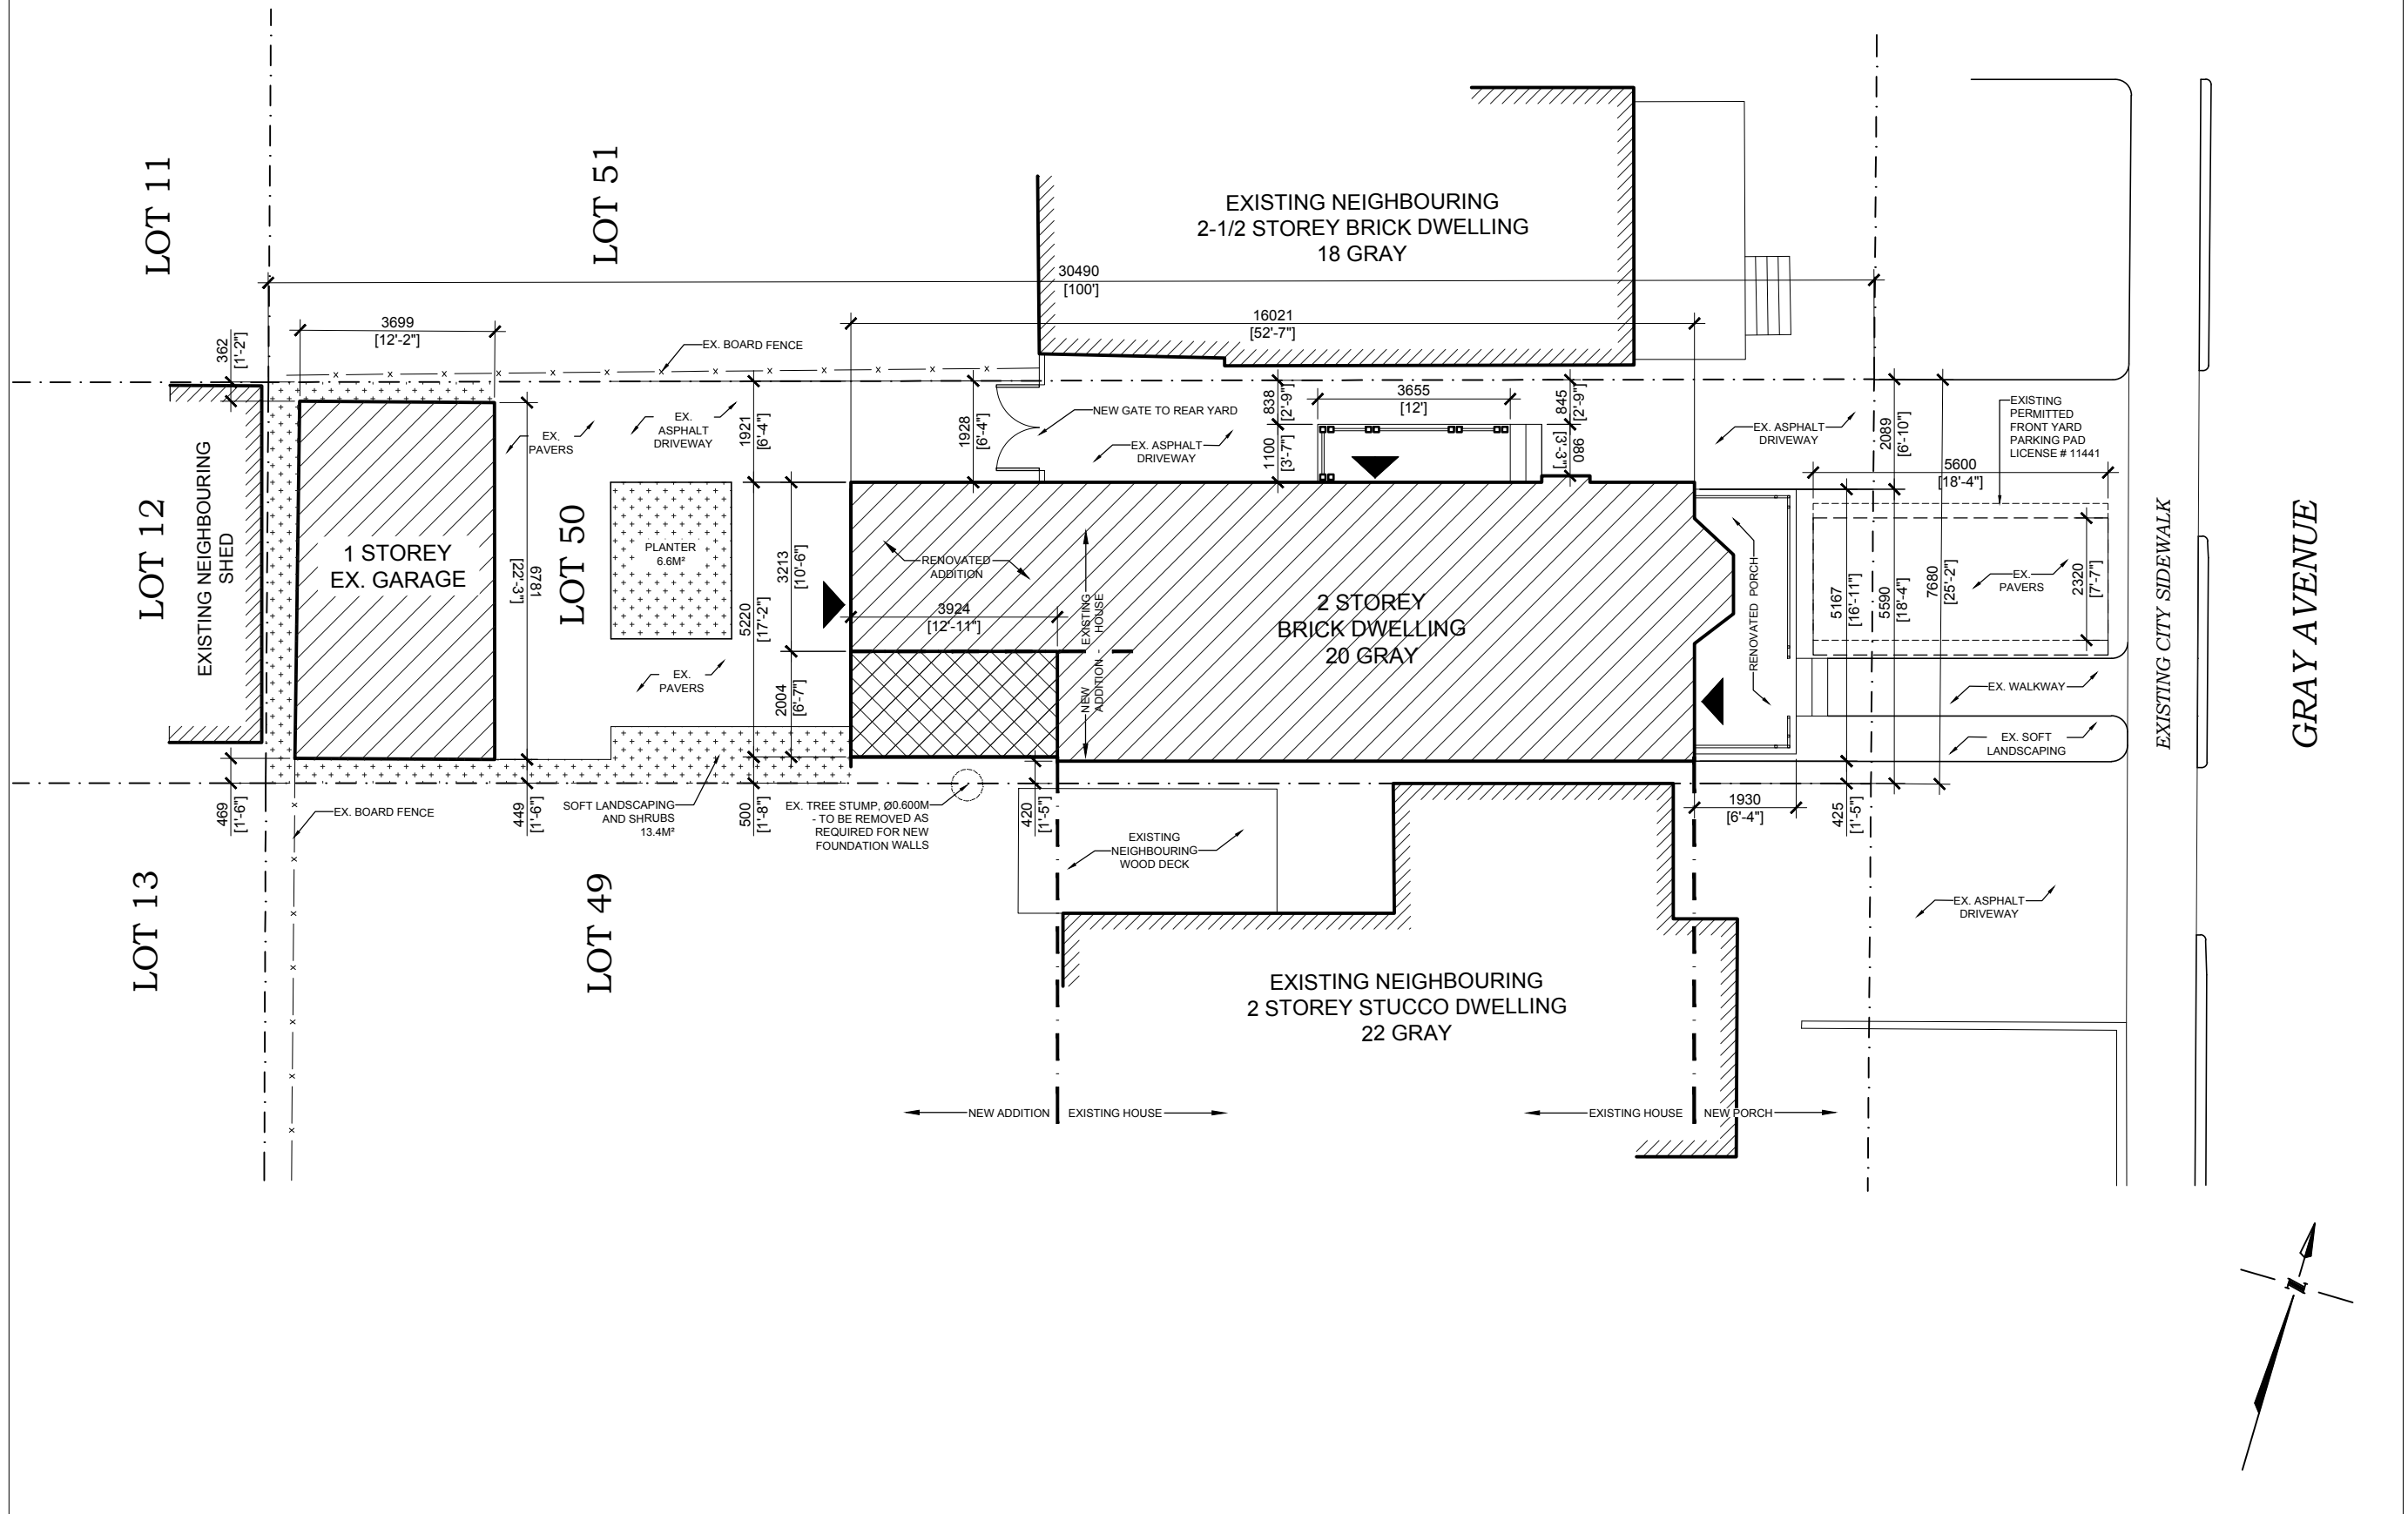 LOT 11
LOT 51
EXISTING NEIGHBOURING
2-1/2 STOREY BRICK DWELLING
18 GRAY
30490
[100']
3699
[12'-2"]
16021
[52'-7"]
362
[1'-2"]
EX. BOARD FENCE
1921
[6'-4"]
1928
[6'-4"]
NEW GATE TO REAR YARD
EX. ASPHALT
DRIVEWAY
838
[2'-9"]
1100
[3'-7"]
3655
[12']
845
[2'-9"]
980
[3'-3"]
EX. ASPHALT
DRIVEWAY
2089
[6'-10"]
EXISTING
PERMITTED
FRONT YARD
PARKING PAD
LICENSE # 11441
5600
[18'-4"]
EX.
PAVERS
EX.
ASPHALT
DRIVEWAY
LOT 12
EXISTING NEIGHBOURING
SHED
1 STOREY
EX. GARAGE
6781
[22'-3"]
LOT 50
PLANTER
6.6M²
3213
[10'-6"]
5220
[17'-2"]
2004
[6'-7"]
EX.
PAVERS
RENOVATED
ADDITION
3924
[12'-11"]
NEW - EXISTING
ADDITION - HOUSE
2 STOREY
BRICK DWELLING
20 GRAY
RENOVATED PORCH
5167
[16'-11"]
5590
[18'-4"]
7680
[25'-2"]
EX.
PAVERS
2320
[7'-7"]
EX. WALKWAY
EX. SOFT
LANDSCAPING
EXISTING CITY SIDEWALK
GRAY AVENUE
469
[1'-6"]
EX. BOARD FENCE
449
[1'-6"]
SOFT LANDSCAPING
AND SHRUBS
13.4M²
500
[1'-8"]
EX. TREE STUMP, Ø0.600M
- TO BE REMOVED AS
REQUIRED FOR NEW
FOUNDATION WALLS
420
[1'-5"]
EXISTING
NEIGHBOURING
WOOD DECK
1930
[6'-4"]
425
[1'-5"]
EX. ASPHALT
DRIVEWAY
LOT 13
LOT 49
EXISTING NEIGHBOURING
2 STOREY STUCCO DWELLING
22 GRAY
NEW ADDITION
EXISTING HOUSE
EXISTING HOUSE
NEW PORCH
N